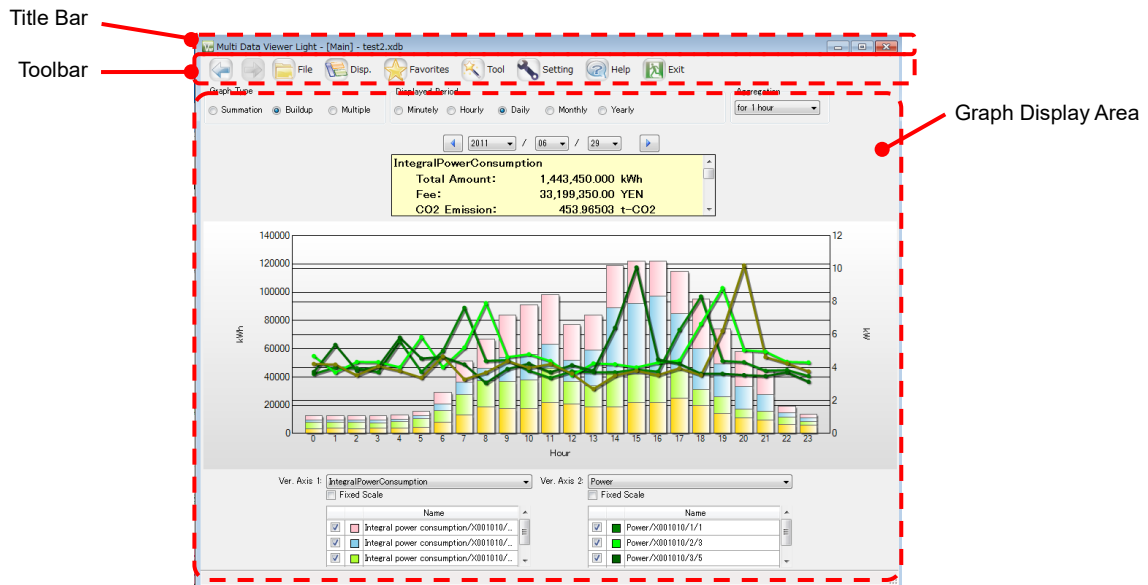 Title Bar
Multi Data Viewer Light - [Main] - test2.xdb
Toolbar
File Disp. Favorites Tool Setting Help Exit
Graph Type Displayed Period Aggregation
Summation Buildup Multiple Minutely Hourly Daily Monthly Yearly for 1 hour
Graph Display Area
2011 / 06 / 29
IntegralPowerConsumption
Total Amount: 1,443,450.000 kWh
Fee: 33,199,350.00 YEN
CO2 Emission: 453.96503 t-CO2
140000 12
120000 10
100000 8
80000
kWh 6 kW
60000
4
40000
20000 2
0 0
0 1 2 3 4 5 6 7 8 9 10 11 12 13 14 15 16 17 18 19 20 21 22 23
Hour
Ver. Axis 1: IntegralPowerConsumption Ver. Axis 2: Power
Fixed Scale Fixed Scale
Name Name
Integral power consumption/X001010/... Power/X001010/1/1
Integral power consumption/X001010/... Power/X001010/2/3
Integral power consumption/X001010/... Power/X001010/3/5